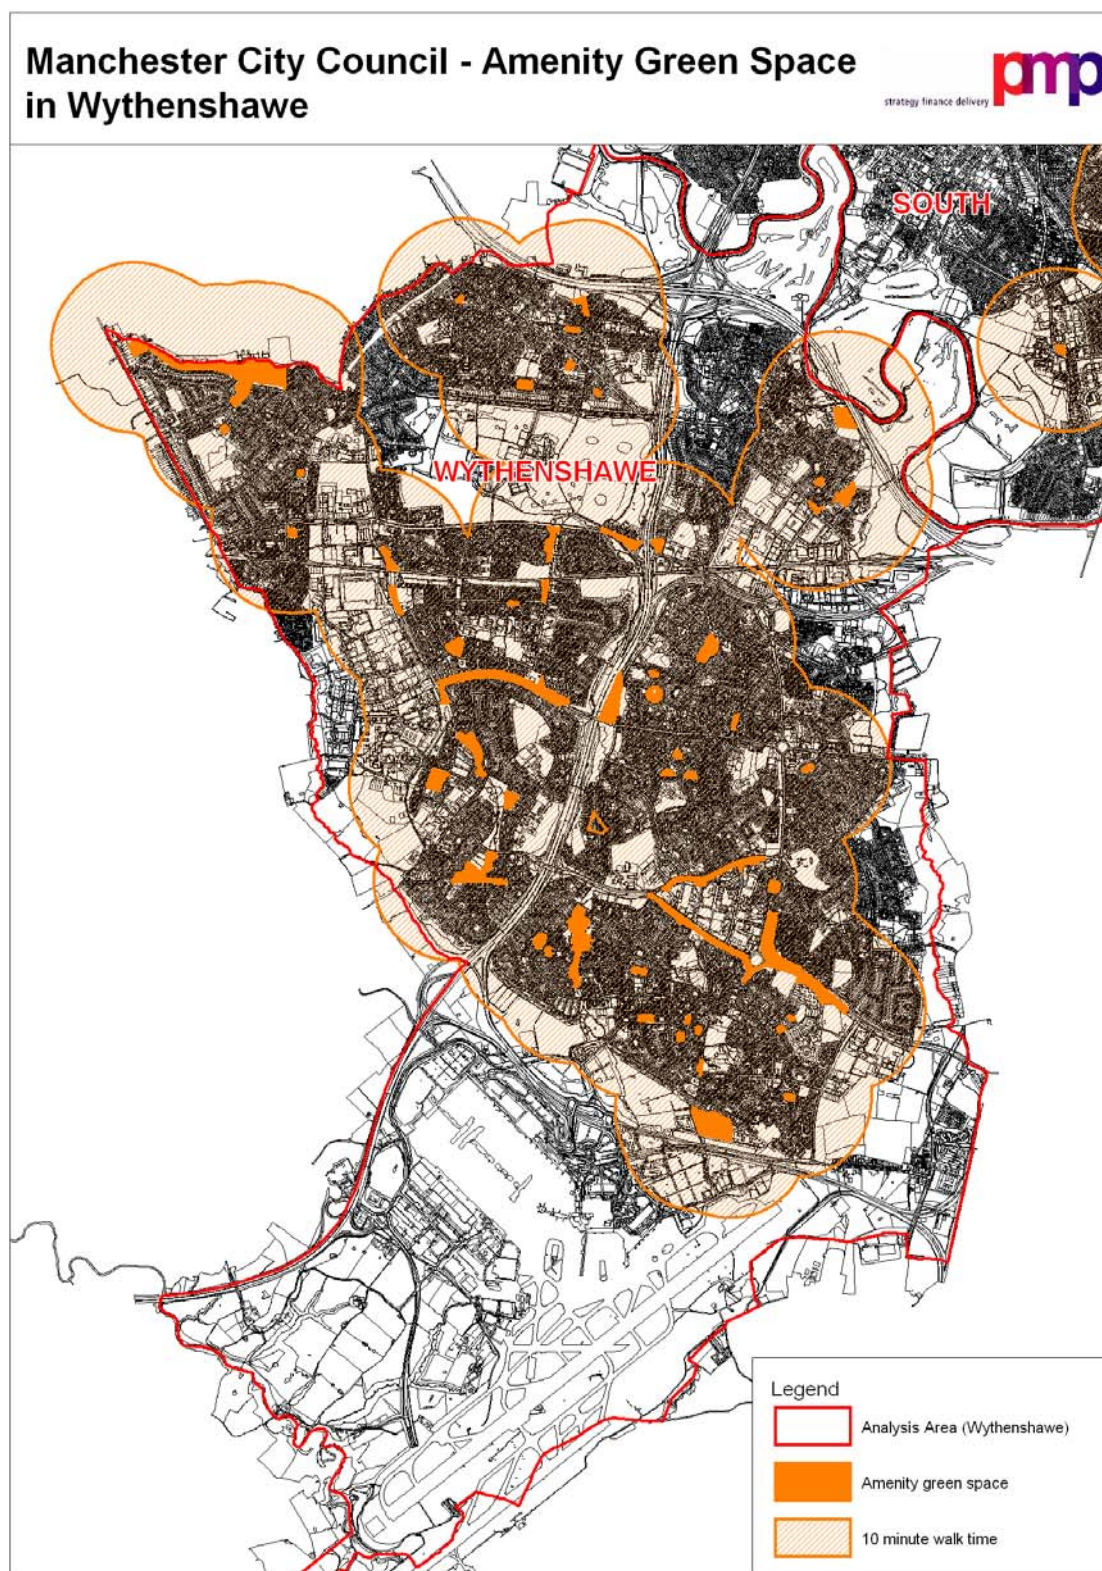 Manchester City Council - Amenity Green Space
in Wythenshawe
strategy finance delivery pmp
SOUTH
WYTHENSHAWE
Legend
Analysis Area (Wythenshawe)
Amenity green space
10 minute walk time